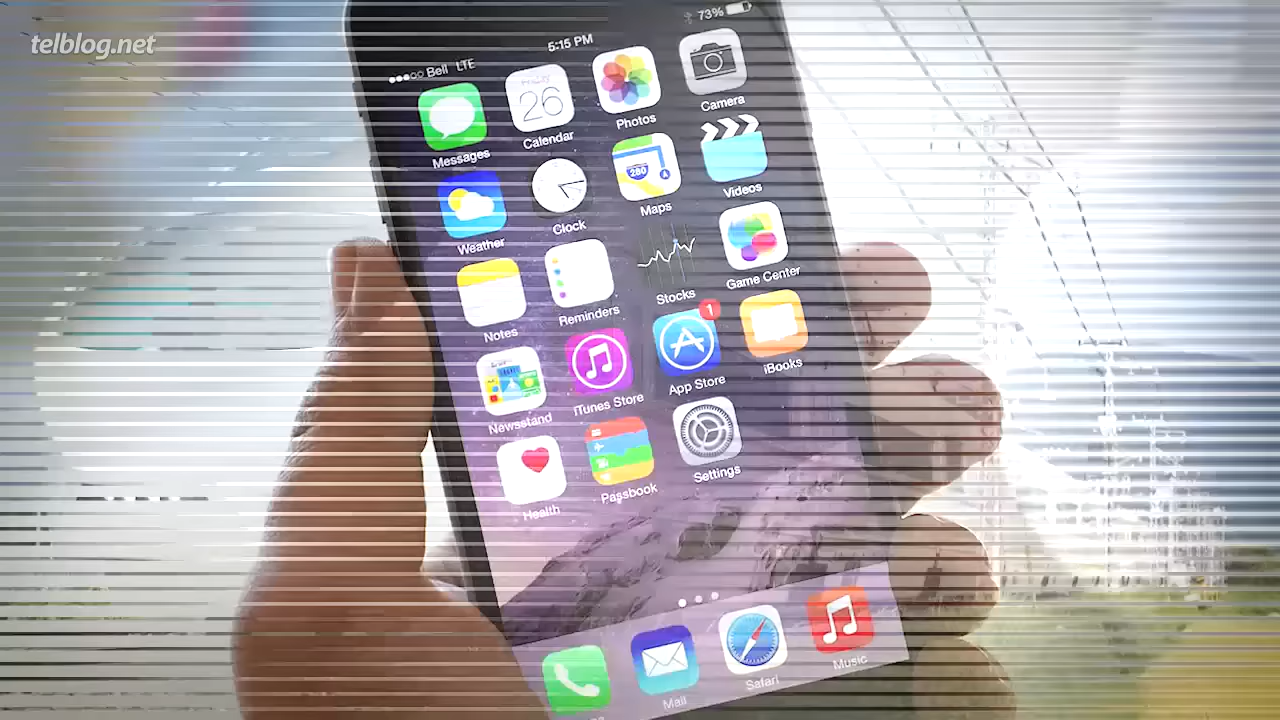 telblog.net
Bell LTE
5:15 PM
73%
Messages
26
Calendar
Photos
Camera
Weather
Clock
280
Maps
Videos
Notes
Reminders
Stocks
Game Center
Newsstand
iTunes Store
1
App Store
iBooks
Health
Passbook
Settings
Mail
Safari
Music